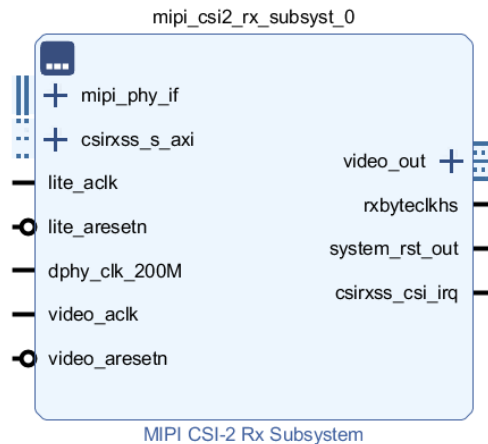 mipi_csi2_rx_subsyst_0
mipi_phy_if
csirxss_s_axi
lite_aclk
lite_aresetn
dphy_clk_200M
video_aclk
video_aresetn
video_out
rxbyteclkhs
system_rst_out
csirxss_csi_irq
MIPI CSI-2 Rx Subsystem